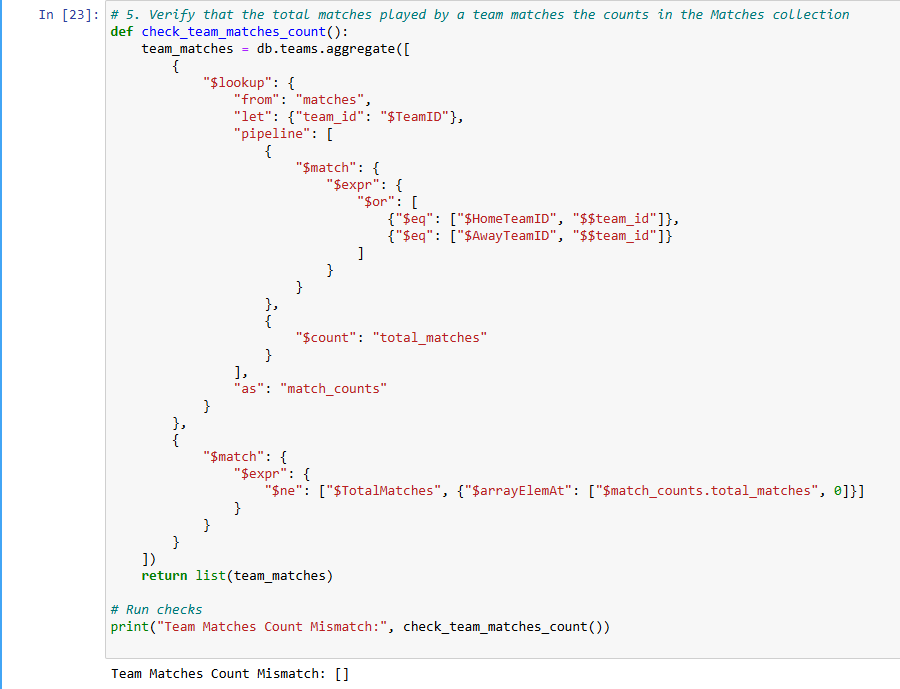 In [23]: # 5. Verify that the total matches played by a team matches the counts in the Matches collection
def check_team_matches_count():
    team_matches = db.teams.aggregate([
        {
            "$lookup": {
                "from": "matches",
                "let": {"team_id": "$TeamID"},
                "pipeline": [
                    {
                        "$match": {
                            "$expr": {
                                "$or": [
                                    {"$eq": ["$HomeTeamID", "$$team_id"]},
                                    {"$eq": ["$AwayTeamID", "$$team_id"]}
                                ]
                            }
                        }
                    },
                    {
                        "$count": "total_matches"
                    }
                ],
                "as": "match_counts"
            }
        },
        {
            "$match": {
                "$expr": {
                    "$ne": ["$TotalMatches", {"$arrayElemAt": ["$match_counts.total_matches", 0]}]
                }
            }
        }
    ])
    return list(team_matches)

# Run checks
print("Team Matches Count Mismatch:", check_team_matches_count())

Team Matches Count Mismatch: []